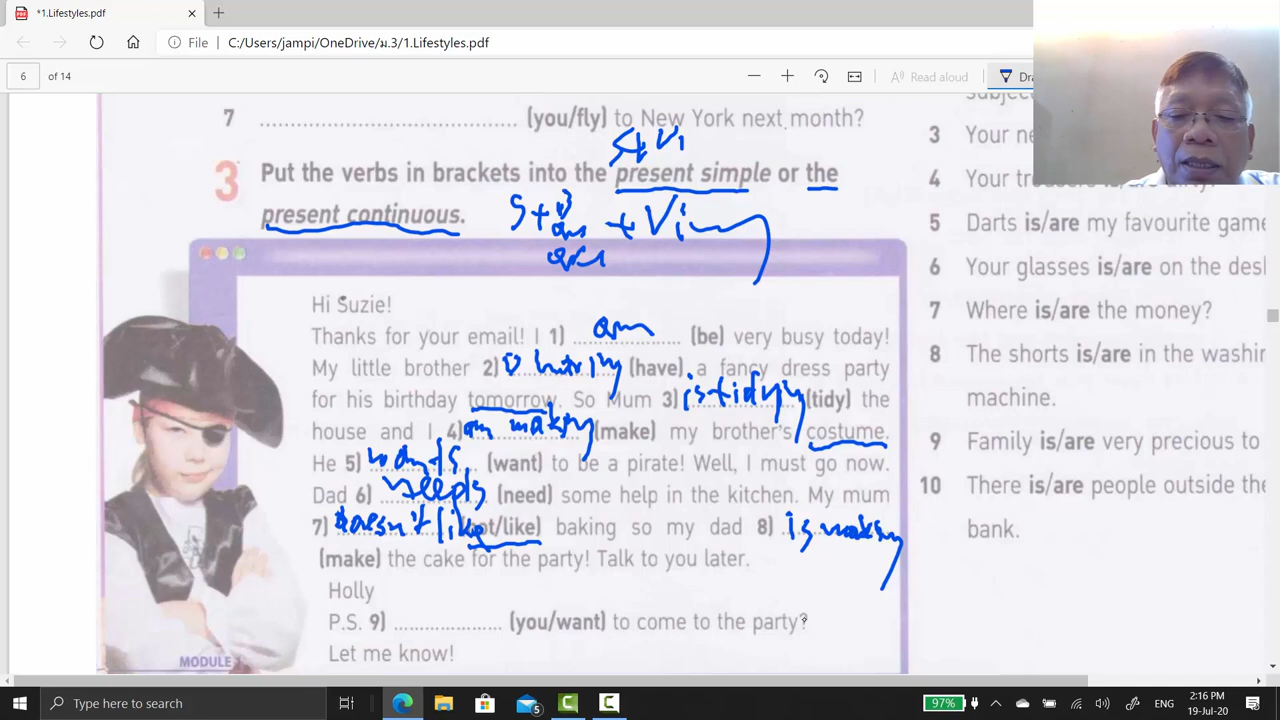 *1.Lifestyles.pdf
File
C:/Users/jampi/OneDrive/ม.3/1.Lifestyles.pdf
6 of 14
Read aloud
7 ................ (you/fly) to New York next month?
S + V1
3 Put the verbs in brackets into the present simple or the
present continuous.
S + is am are + Ving
Hi Suzie!
Thanks for your email! I 1) am (be) very busy today!
My little brother 2) is having (have) a fancy dress party
for his birthday tomorrow. So Mum 3) is tidying (tidy) the
house and I 4) am making (make) my brother's costume.
He 5) wants (want) to be a pirate! Well, I must go now.
Dad 6) needs (need) some help in the kitchen. My mum
7) doesn't like (not/like) baking so my dad 8) is making
(make) the cake for the party! Talk to you later.
Holly
P.S. 9) ................ (you/want) to come to the party?
Let me know!
MODULE 1
3 Your
4 Your
5 Darts is/are my favourite game
6 Your glasses is/are on the desk
7 Where is/are the money?
8 The shorts is/are in the
machine.
9 Family is/are very precious to
10 There is/are people outside the
bank.
Type here to search
5
97%
ENG
2:16 PM
19-Jul-20